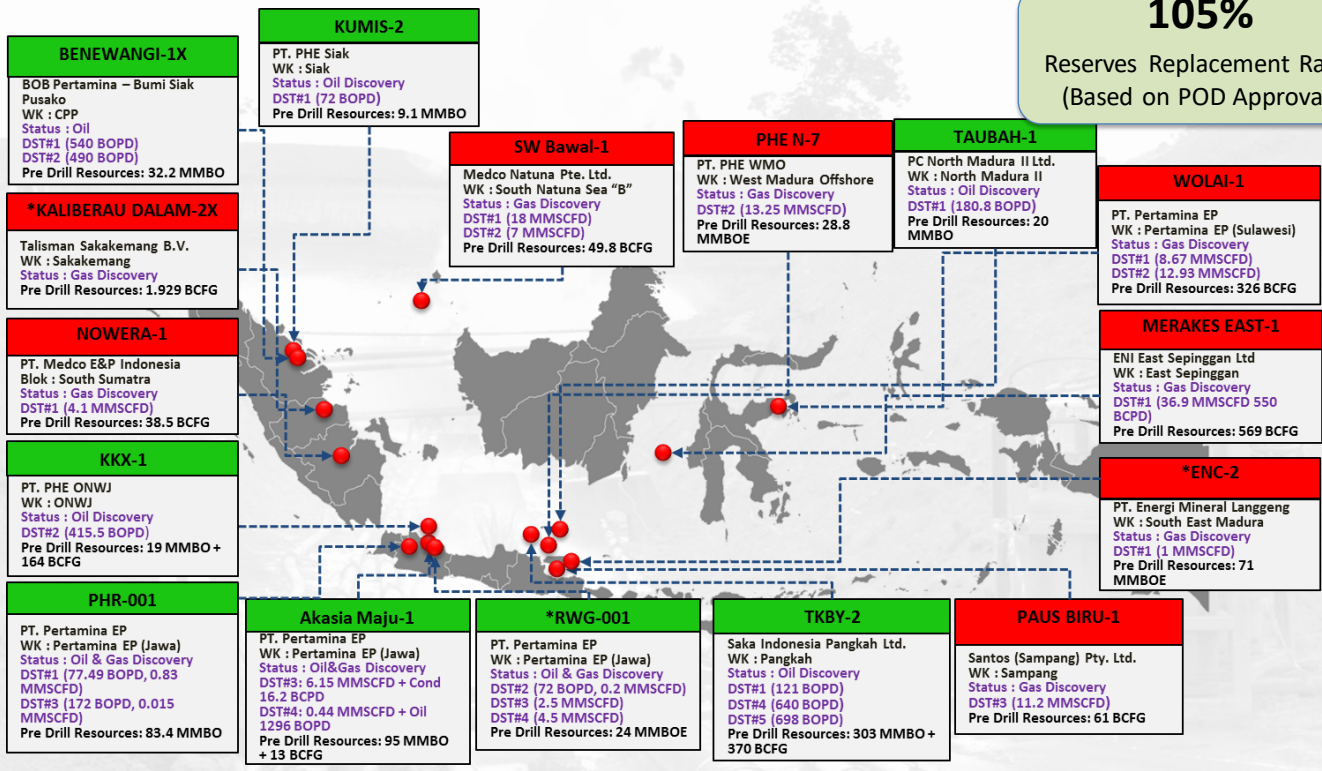 105%
Reserves Replacement Ra
(Based on POD Approva
KUMIS-2
PT. PHE Siak
WK : Siak
Status : Oil Discovery
DST#1 (72 BOPD)
Pre Drill Resources: 9.1 MMBO
BENEWANGI-1X
BOB Pertamina – Bumi Siak
Pusako
WK : CPP
Status : Oil
DST#1 (540 BOPD)
DST#2 (490 BOPD)
Pre Drill Resources: 32.2 MMBO
SW Bawal-1
Medco Natuna Pte. Ltd.
WK : South Natuna Sea “B”
Status : Gas Discovery
DST#1 (18 MMSCFD)
DST#2 (7 MMSCFD)
Pre Drill Resources: 49.8 BCFG
PHE N-7
PT. PHE WMO
WK : West Madura Offshore
Status : Gas Discovery
DST#2 (13.25 MMSCFD)
Pre Drill Resources: 28.8
MMBOE
TAUBAH-1
PC North Madura II Ltd.
WK : North Madura II
Status : Oil Discovery
DST#1 (180.8 BOPD)
Pre Drill Resources: 20
MMBO
WOLAI-1
PT. Pertamina EP
WK : Pertamina EP (Sulawesi)
Status : Gas Discovery
DST#1 (8.67 MMSCFD)
DST#2 (12.93 MMSCFD)
Pre Drill Resources: 326 BCFG
*KALIBERAU DALAM-2X
Talisman Sakakemang B.V.
WK : Sakakemang
Status : Gas Discovery
Pre Drill Resources: 1.929 BCFG
NOWERA-1
PT. Medco E&P Indonesia
Blok : South Sumatra
Status : Gas Discovery
DST#1 (4.1 MMSCFD)
Pre Drill Resources: 38.5 BCFG
MERAKES EAST-1
ENI East Sepinggan Ltd
WK : East Sepinggan
Status : Gas Discovery
DST#1 (36.9 MMSCFD 550
BCPD)
Pre Drill Resources: 569 BCFG
KKX-1
PT. PHE ONWJ
WK : ONWJ
Status : Oil Discovery
DST#2 (415.5 BOPD)
Pre Drill Resources: 19 MMBO +
164 BCFG
*ENC-2
PT. Energi Mineral Langgeng
WK : South East Madura
Status : Gas Discovery
DST#1 (1 MMSCFD)
Pre Drill Resources: 71
MMBOE
PHR-001
PT. Pertamina EP
WK : Pertamina EP (Jawa)
Status : Oil & Gas Discovery
DST#1 (77.49 BOPD, 0.83
MMSCFD)
DST#3 (172 BOPD, 0.015
MMSCFD)
Pre Drill Resources: 83.4 MMBO
Akasia Maju-1
PT. Pertamina EP
WK : Pertamina EP (Jawa)
Status : Oil&Gas Discovery
DST#3: 6.15 MMSCFD + Cond
16.2 BCPD
DST#4: 0.44 MMSCFD + Oil
1296 BOPD
Pre Drill Resources: 95 MMBO
+ 13 BCFG
*RWG-001
PT. Pertamina EP
WK : Pertamina EP (Jawa)
Status : Oil & Gas Discovery
DST#2 (72 BOPD, 0.2 MMSCFD)
DST#3 (2.5 MMSCFD)
DST#4 (4.5 MMSCFD)
Pre Drill Resources: 24 MMBOE
TKBY-2
Saka Indonesia Pangkah Ltd.
WK : Pangkah
Status : Oil Discovery
DST#1 (121 BOPD)
DST#4 (640 BOPD)
DST#5 (698 BOPD)
Pre Drill Resources: 303 MMBO +
370 BCFG
PAUS BIRU-1
Santos (Sampang) Pty. Ltd.
WK : Sampang
Status : Gas Discovery
DST#3 (11.2 MMSCFD)
Pre Drill Resources: 61 BCFG